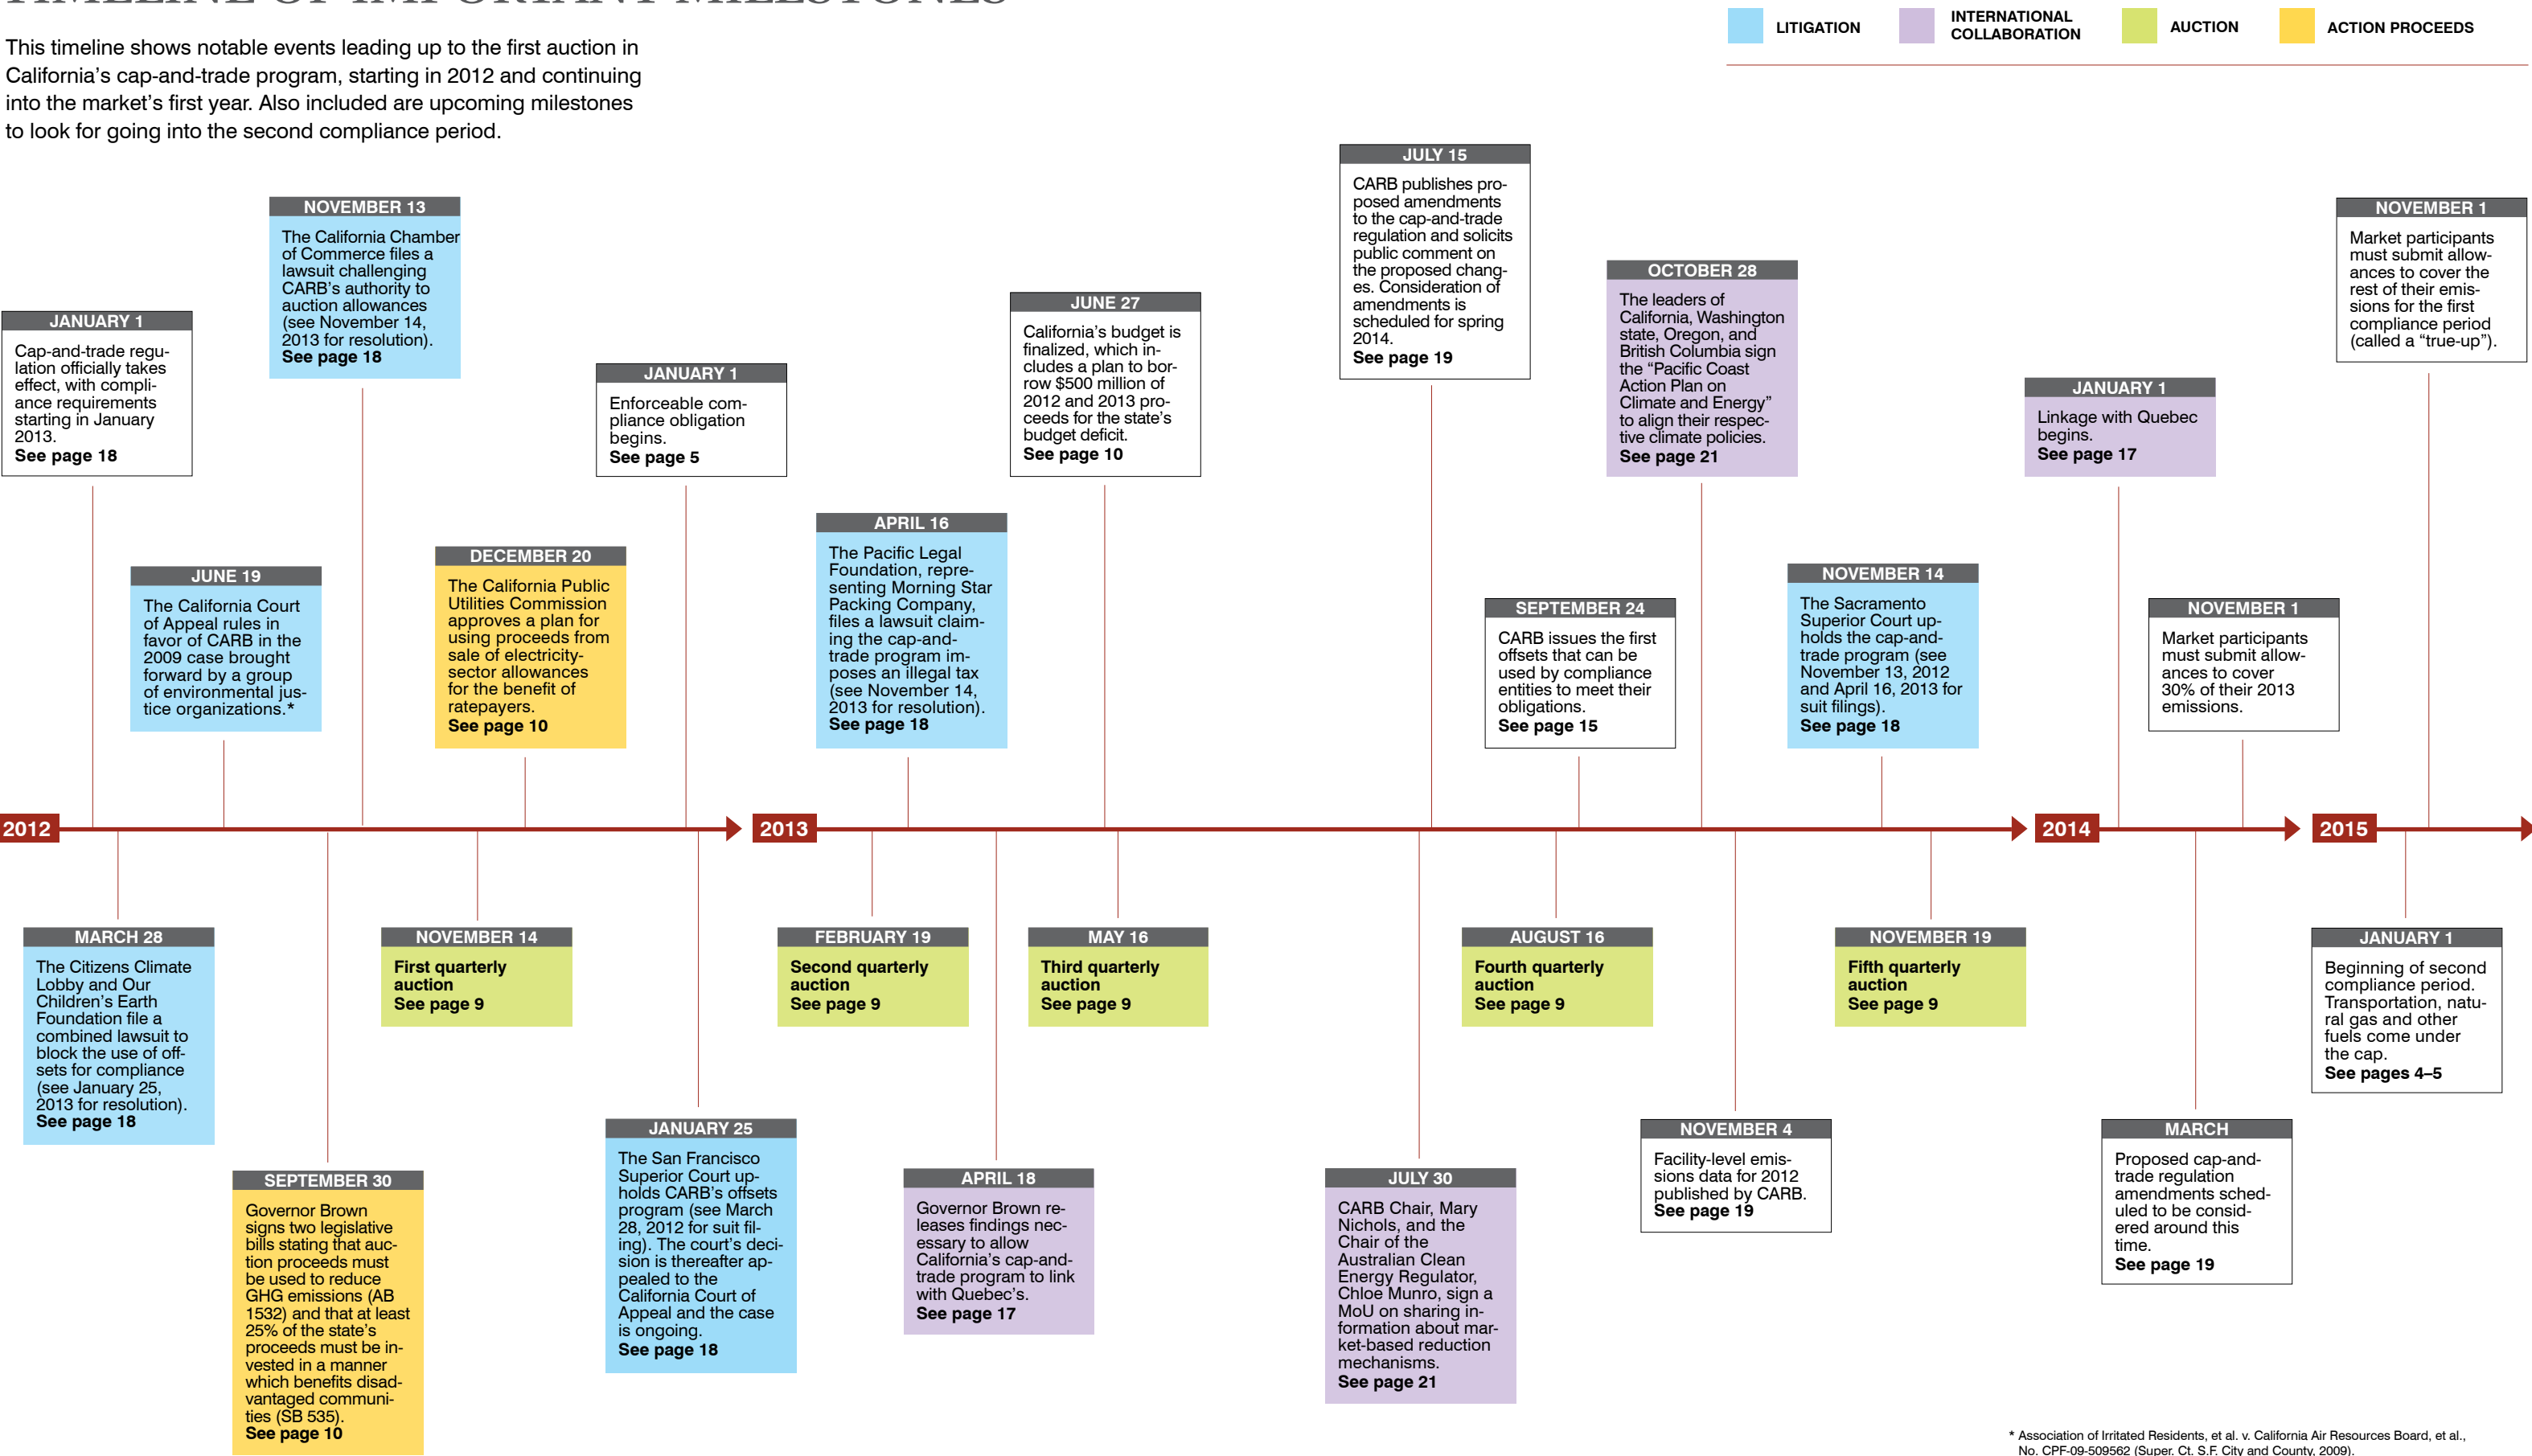 TIMELINE OF IMPORTANT MILESTONES
LITIGATION
INTERNATIONAL
COLLABORATION
AUCTION
ACTION PROCEEDS
This timeline shows notable events leading up to the first auction in
California’s cap-and-trade program, starting in 2012 and continuing
into the market’s first year. Also included are upcoming milestones
to look for going into the second compliance period.
JANUARY 1
Cap-and-trade regu-
lation officially takes
effect, with compli-
ance requirements
starting in January
2013.
See page 18
JUNE 19
The California Court
of Appeal rules in
favor of CARB in the
2009 case brought
forward by a group
of environmental jus-
tice organizations.*
NOVEMBER 13
The California Chamber
of Commerce files a
lawsuit challenging
CARB’s authority to
auction allowances
(see November 14,
2013 for resolution).
See page 18
DECEMBER 20
The California Public
Utilities Commission
approves a plan for
using proceeds from
sale of electricity-
sector allowances
for the benefit of
ratepayers.
See page 10
JANUARY 1
Enforceable com-
pliance obligation
begins.
See page 5
APRIL 16
The Pacific Legal
Foundation, repre-
senting Morning Star
Packing Company,
files a lawsuit claim-
ing the cap-and-
trade program im-
poses an illegal tax
(see November 14,
2013 for resolution).
See page 18
JUNE 27
California’s budget is
finalized, which in-
cludes a plan to bor-
row $500 million of
2012 and 2013 pro-
ceeds for the state’s
budget deficit.
See page 10
JULY 15
CARB publishes pro-
posed amendments
to the cap-and-trade
regulation and solicits
public comment on
the proposed chang-
es. Consideration of
amendments is
scheduled for spring
2014.
See page 19
SEPTEMBER 24
CARB issues the first
offsets that can be
used by compliance
entities to meet their
obligations.
See page 15
OCTOBER 28
The leaders of
California, Washington
state, Oregon, and
British Columbia sign
the “Pacific Coast
Action Plan on
Climate and Energy”
to align their respec-
tive climate policies.
See page 21
NOVEMBER 14
The Sacramento
Superior Court up-
holds the cap-and-
trade program (see
November 13, 2012
and April 16, 2013 for
suit filings).
See page 18
JANUARY 1
Linkage with Quebec
begins.
See page 17
NOVEMBER 1
Market participants
must submit allow-
ances to cover
30% of their 2013
emissions.
NOVEMBER 1
Market participants
must submit allow-
ances to cover the
rest of their emis-
sions for the first
compliance period
(called a “true-up”).
2012
2013
2014
2015
MARCH 28
The Citizens Climate
Lobby and Our
Children’s Earth
Foundation file a
combined lawsuit to
block the use of off-
sets for compliance
(see January 25,
2013 for resolution).
See page 18
SEPTEMBER 30
Governor Brown
signs two legislative
bills stating that auc-
tion proceeds must
be used to reduce
GHG emissions (AB
1532) and that at least
25% of the state’s
proceeds must be in-
vested in a manner
which benefits disad-
vantaged communi-
ties (SB 535).
See page 10
NOVEMBER 14
First quarterly
auction
See page 9
JANUARY 25
The San Francisco
Superior Court up-
holds CARB’s offsets
program (see March
28, 2012 for suit fil-
ing). The court’s deci-
sion is thereafter ap-
pealed to the
California Court of
Appeal and the case
is ongoing.
See page 18
FEBRUARY 19
Second quarterly
auction
See page 9
APRIL 18
Governor Brown re-
leases findings nec-
essary to allow
California’s cap-and-
trade program to link
with Quebec’s.
See page 17
MAY 16
Third quarterly
auction
See page 9
JULY 30
CARB Chair, Mary
Nichols, and the
Chair of the
Australian Clean
Energy Regulator,
Chloe Munro, sign a
MoU on sharing in-
formation about mar-
ket-based reduction
mechanisms.
See page 21
AUGUST 16
Fourth quarterly
auction
See page 9
NOVEMBER 4
Facility-level emis-
sions data for 2012
published by CARB.
See page 19
NOVEMBER 19
Fifth quarterly
auction
See page 9
MARCH
Proposed cap-and-
trade regulation
amendments sched-
uled to be consid-
ered around this
time.
See page 19
JANUARY 1
Beginning of second
compliance period.
Transportation, natu-
ral gas and other
fuels come under
the cap.
See pages 4–5
* Association of Irritated Residents, et al. v. California Air Resources Board, et al.,
No. CPF-09-509562 (Super. Ct. S.F. City and County, 2009).